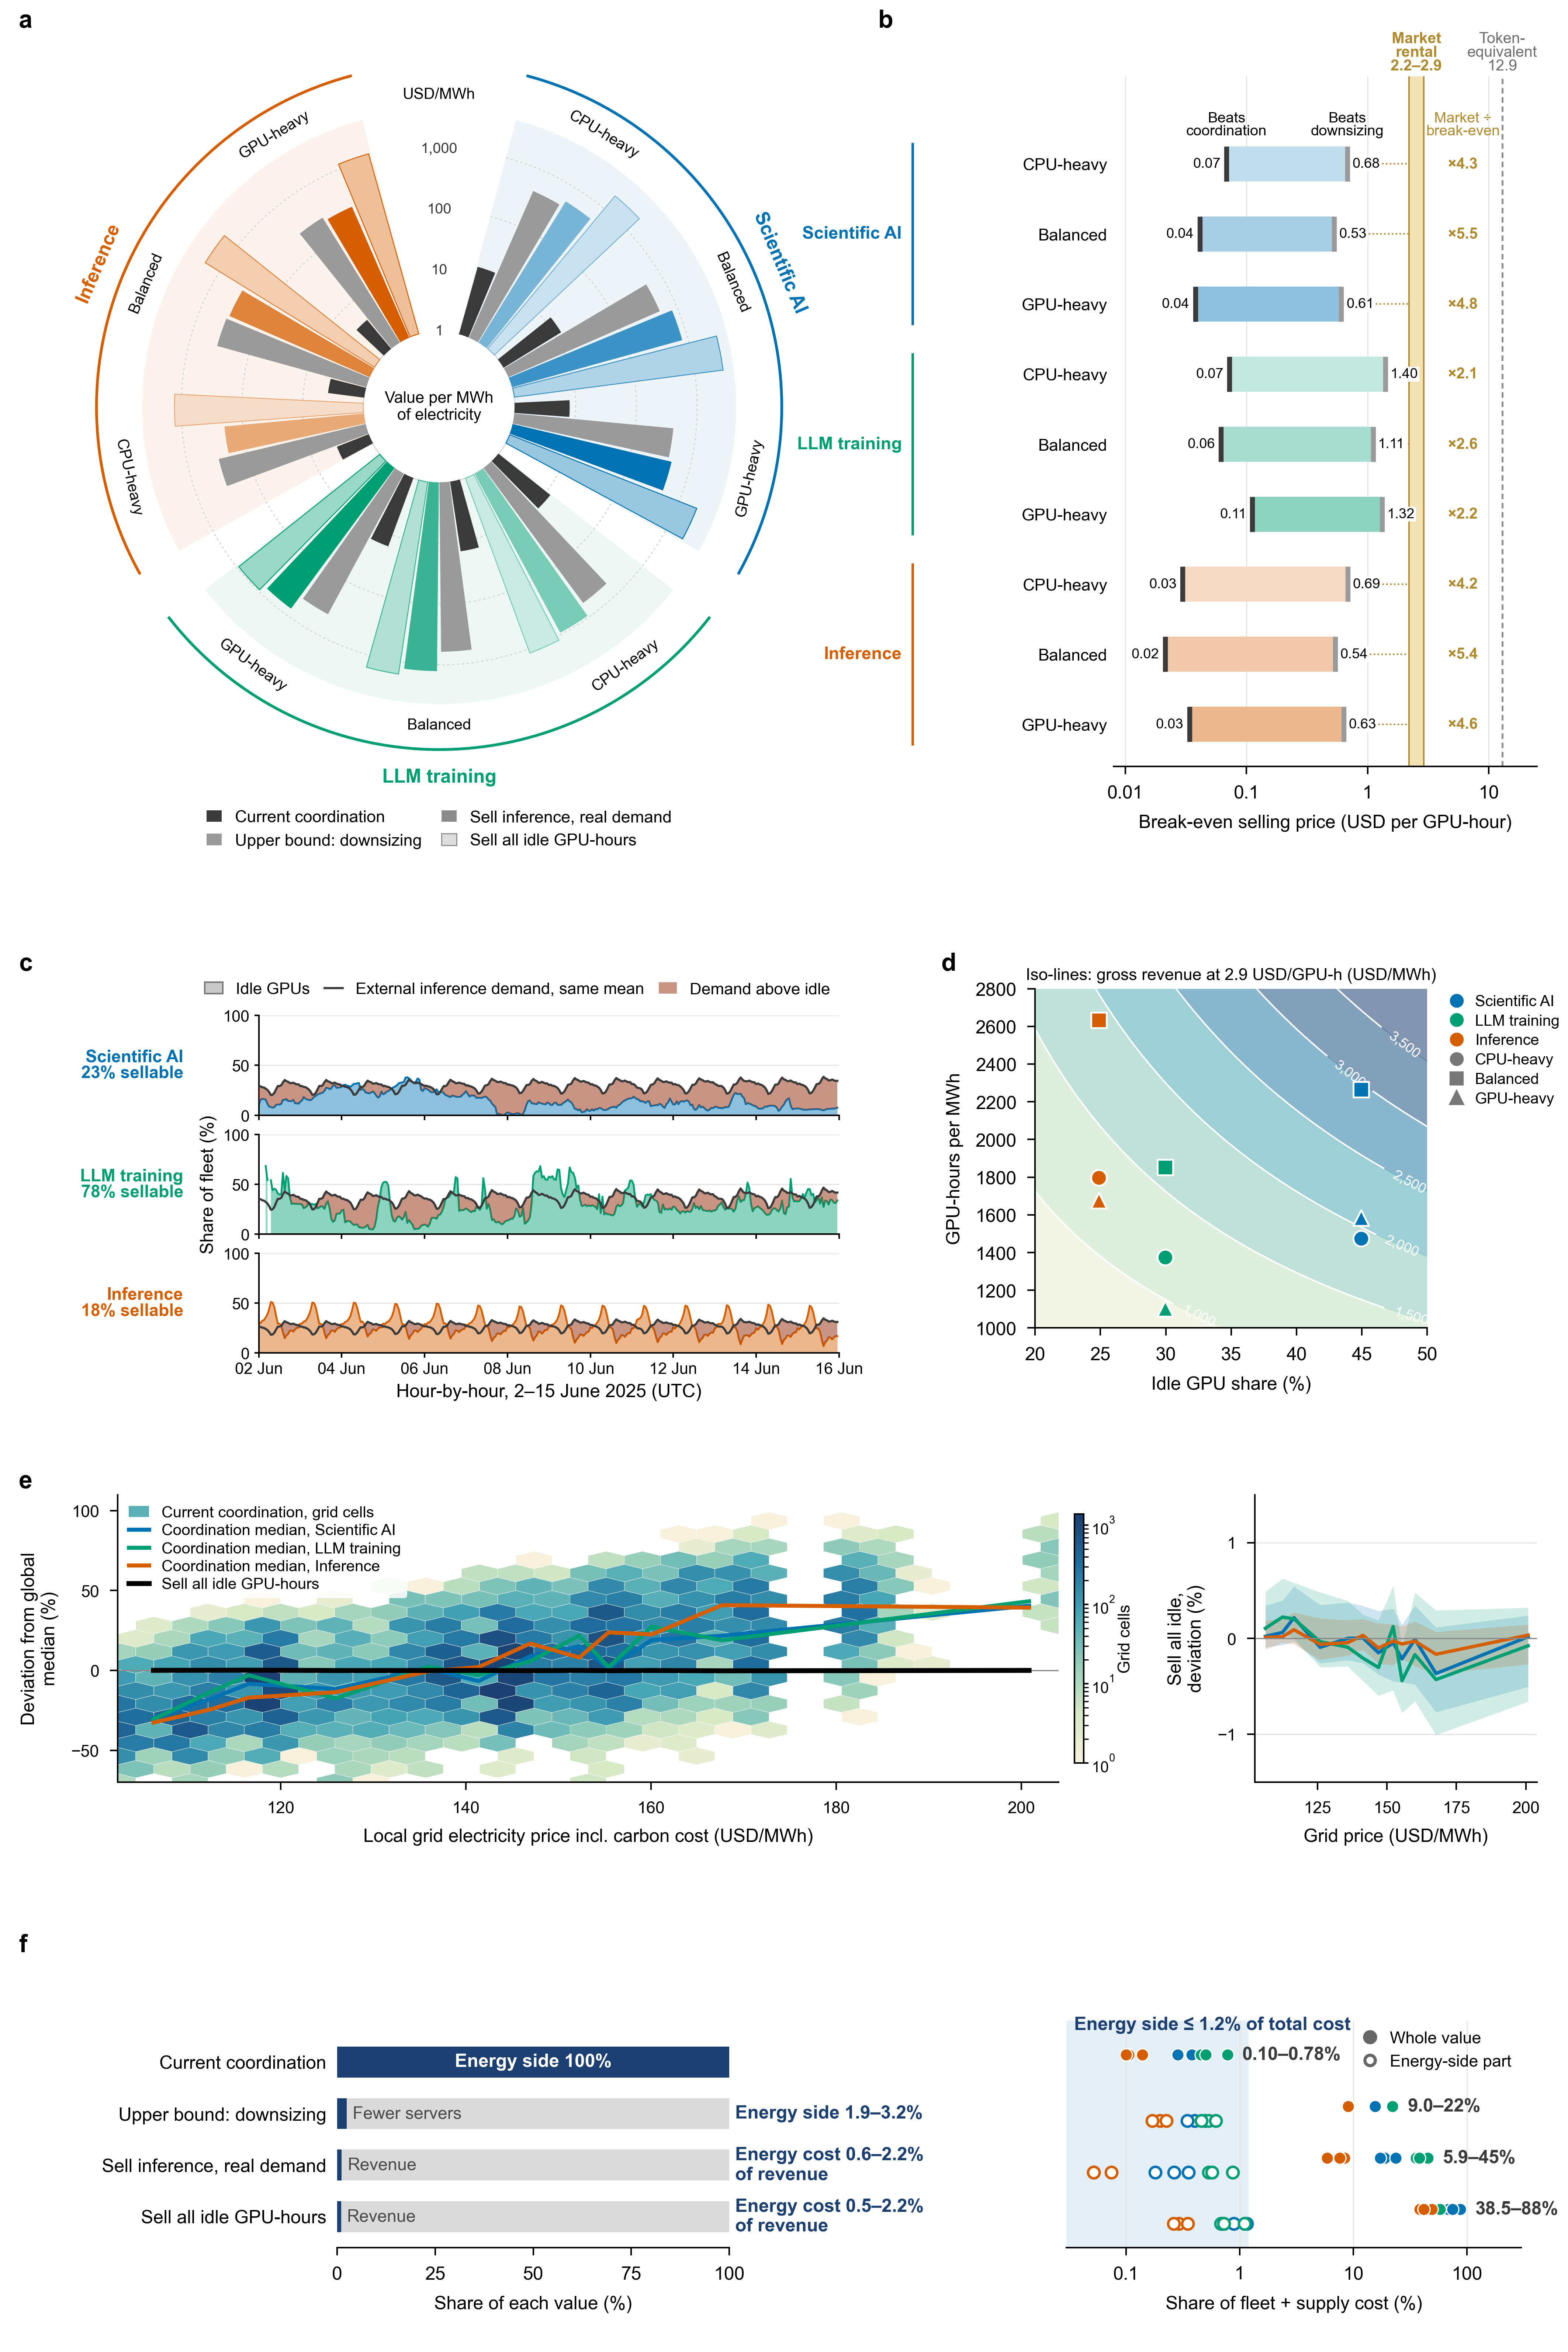 a
USD/MWh
1,000
100
10
1
GPU-heavy
Balanced
CPU-heavy
Inference
CPU-heavy
Balanced
GPU-heavy
Scientific AI
Value per MWh
of electricity
GPU-heavy
Balanced
CPU-heavy
LLM training
Current coordination
Upper bound: downsizing
Sell inference, real demand
Sell all idle GPU-hours
b
Market
rental
2.2–2.9
Token-
equivalent
12.9
Beats
coordination
Beats
downsizing
Market ÷
break-even
Scientific AI
CPU-heavy
0.07
0.68
×4.3
Balanced
0.04
0.53
×5.5
GPU-heavy
0.04
0.61
×4.8
LLM training
CPU-heavy
0.07
1.40
×2.1
Balanced
0.06
1.11
×2.6
GPU-heavy
0.11
1.32
×2.2
Inference
CPU-heavy
0.03
0.69
×4.2
Balanced
0.02
0.54
×5.4
GPU-heavy
0.03
0.63
×4.6
0.01
0.1
1
10
Break-even selling price (USD per GPU-hour)
c
Idle GPUs
External inference demand, same mean
Demand above idle
Scientific AI
23% sellable
100
50
0
LLM training
78% sellable
100
50
0
Inference
18% sellable
100
50
0
Share of fleet (%)
02 Jun
04 Jun
06 Jun
08 Jun
10 Jun
12 Jun
14 Jun
16 Jun
Hour-by-hour, 2–15 June 2025 (UTC)
d
Iso-lines: gross revenue at 2.9 USD/GPU-h (USD/MWh)
GPU-hours per MWh
2800
2600
2400
2200
2000
1800
1600
1400
1200
1000
3,500
3,000
2,500
2,000
1,500
1,000
20
25
30
35
40
45
50
Idle GPU share (%)
Scientific AI
LLM training
Inference
CPU-heavy
Balanced
GPU-heavy
e
Deviation from global
median (%)
100
50
0
−50
Current coordination, grid cells
Coordination median, Scientific AI
Coordination median, LLM training
Coordination median, Inference
Sell all idle GPU-hours
120
140
160
180
200
Local grid electricity price incl. carbon cost (USD/MWh)
10³
10²
10¹
10⁰
Grid cells
Sell all idle,
deviation (%)
1
0
−1
125
150
175
200
Grid price (USD/MWh)
f
Current coordination
Energy side 100%
Upper bound: downsizing
Fewer servers
Energy side 1.9–3.2%
Sell inference, real demand
Revenue
Energy cost 0.6–2.2%
of revenue
Sell all idle GPU-hours
Revenue
Energy cost 0.5–2.2%
of revenue
0
25
50
75
100
Share of each value (%)
Energy side ≤ 1.2% of total cost
Whole value
Energy-side part
0.10–0.78%
9.0–22%
5.9–45%
38.5–88%
0.1
1
10
100
Share of fleet + supply cost (%)